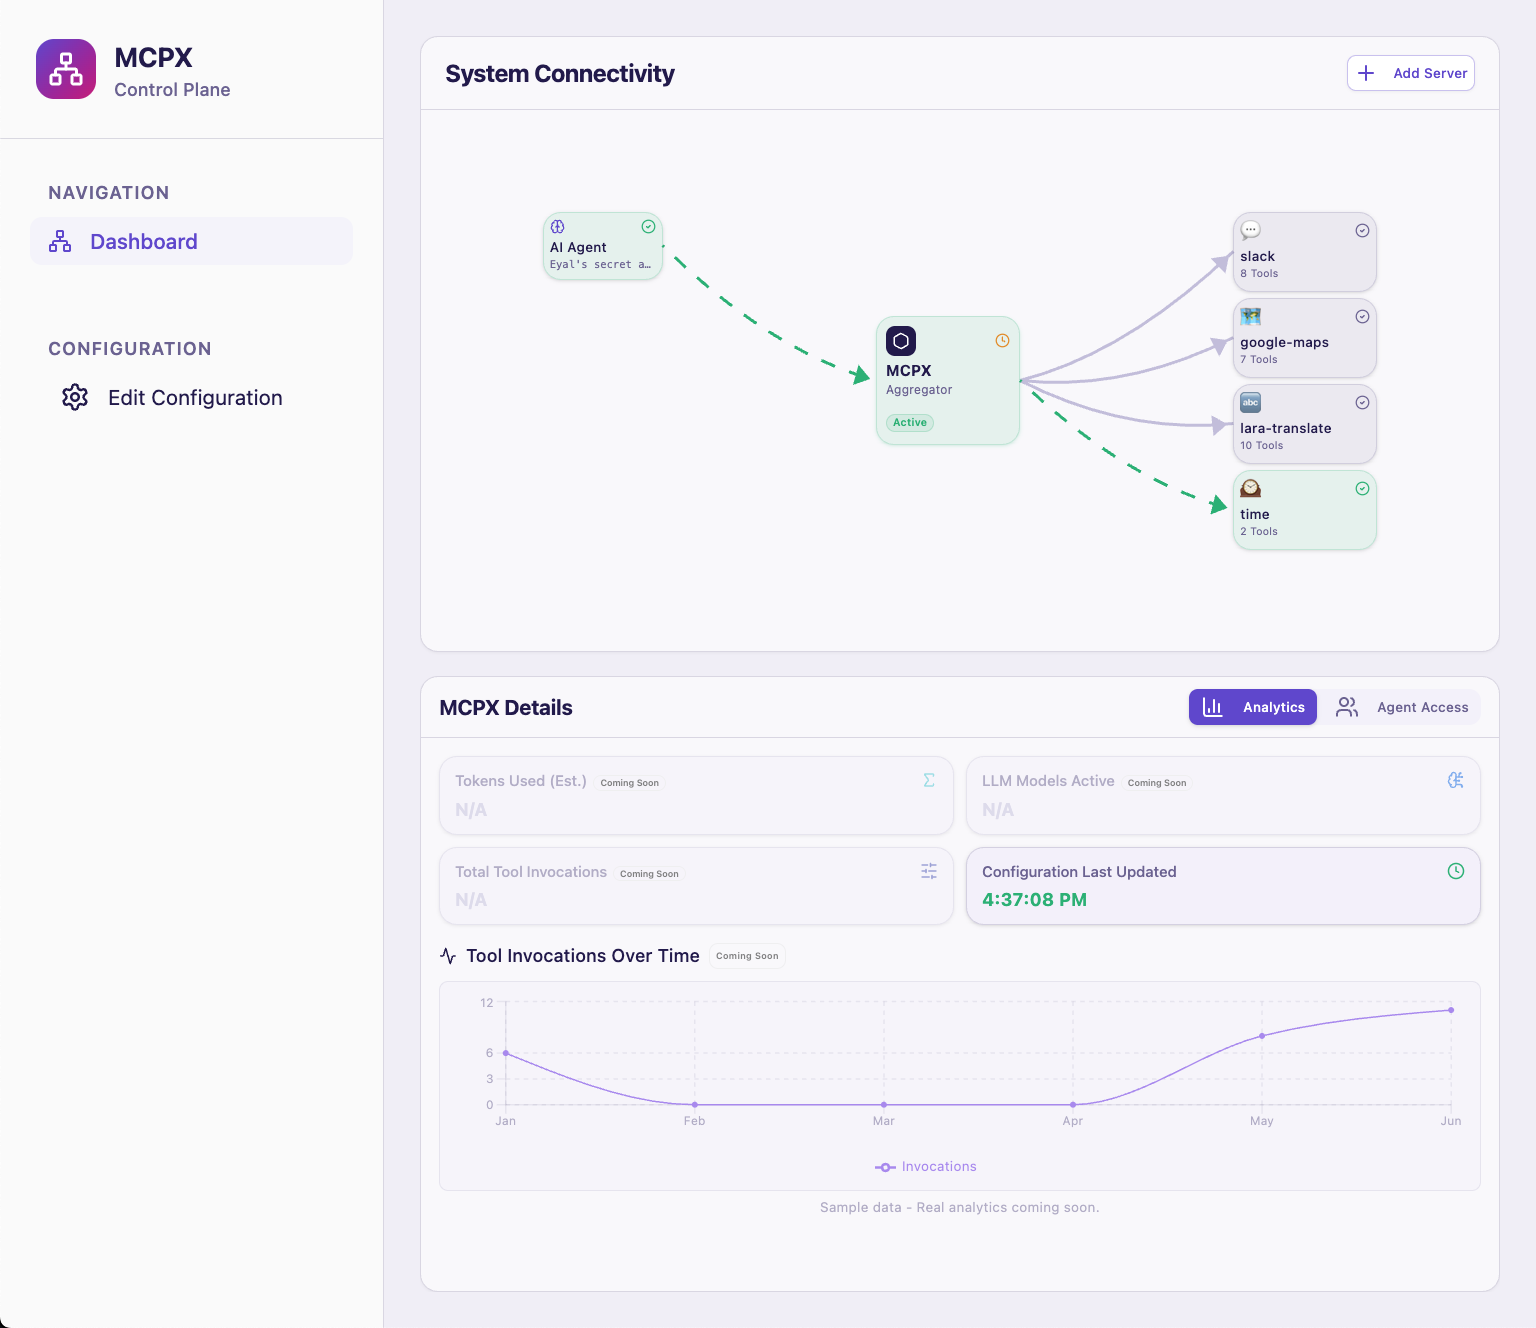 MCPX
Control Plane
NAVIGATION
Dashboard
CONFIGURATION
Edit Configuration
System Connectivity
Add Server
AI Agent
Eyal's secret a…
MCPX
Aggregator
Active
slack
8 Tools
google-maps
7 Tools
abc
lara-translate
10 Tools
time
2 Tools
MCPX Details
Analytics
Agent Access
Tokens Used (Est.) Coming Soon
N/A
LLM Models Active Coming Soon
N/A
Total Tool Invocations Coming Soon
N/A
Configuration Last Updated
4:37:08 PM
Tool Invocations Over Time Coming Soon
12
6
3
0
Jan Feb Mar Apr May Jun
Invocations
Sample data - Real analytics coming soon.